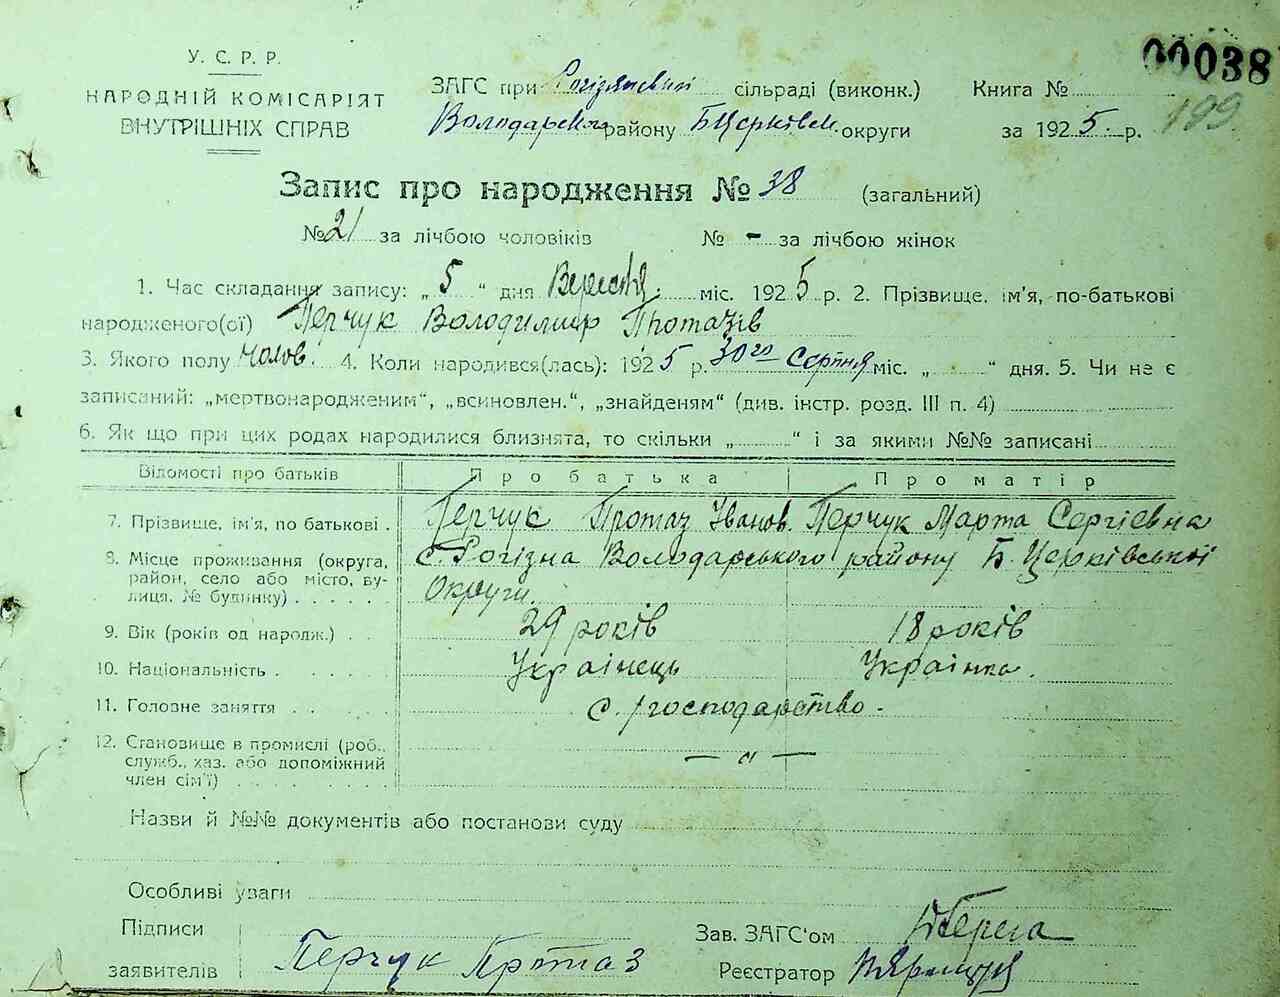 00038
199
У. С. Р. Р.
НАРОДНІЙ КОМІСАРІЯТ
ВНУТРІШНІХ СПРАВ
ЗАГС при сільраді (виконк.) Книга №
Володарського району Б Церків. округи за 1925 р.
Запис про народження № 38 (загальний)
№ 21 за лічбою чоловіків № - за лічбою жінок
1. Час складання запису: „5“ дня Вересня міс. 1925 р. 2. Прізвище, ім'я, по-батькові
народженого(ої) Перчук Володимир Протазів
3. Якого полу чолов. 4. Коли народився(лась): 1925 р. 30го Серпня міс. „ “ дня. 5. Чи не є
записаний: „мертвонародженим“, „всиновлен.“, „знайденям“ (див. інстр. розд. III п. 4)
6. Як що при цих родах народилися близнята, то скільки „ “ і за якими №№ записані
Відомості про батьків Про батька Про матір
7. Прізвище, ім'я, по батькові . Перчук Протаз Іванов. Перчук Марта Сергієвна
8. Місце проживання (округа, район, село або місто, вулиця, № будинку) . . . . . с. Рогізна Володарського району Б. Церківської
Округи.
9. Вік (років од народж.) . . 29 років 18 років
10. Національність . . . . . Українець Українка.
11. Головне заняття . . . . с. / господарство.
12. Становище в промислі (роб., служб., хаз. або допоміжний член сім'ї) . . . . . — „ —
Назви й №№ документів або постанови суду
Особливі уваги
Підписи
заявителів Перчук Протаз
Зав. ЗАГС'ом
Реєстратор